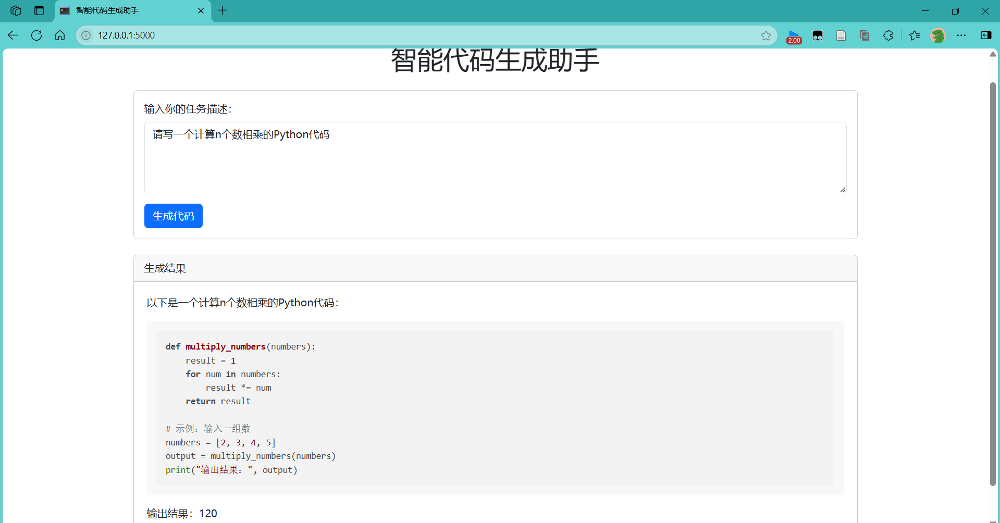 智能代码生成助手
127.0.0.1:5000
2.00
智能代码生成助手
输入你的任务描述：
请写一个计算n个数相乘的Python代码
生成代码
生成结果
以下是一个计算n个数相乘的Python代码：
def multiply_numbers(numbers):
    result = 1
    for num in numbers:
        result *= num
    return result
# 示例：输入一组数
numbers = [2, 3, 4, 5]
output = multiply_numbers(numbers)
print("输出结果：", output)
输出结果：120